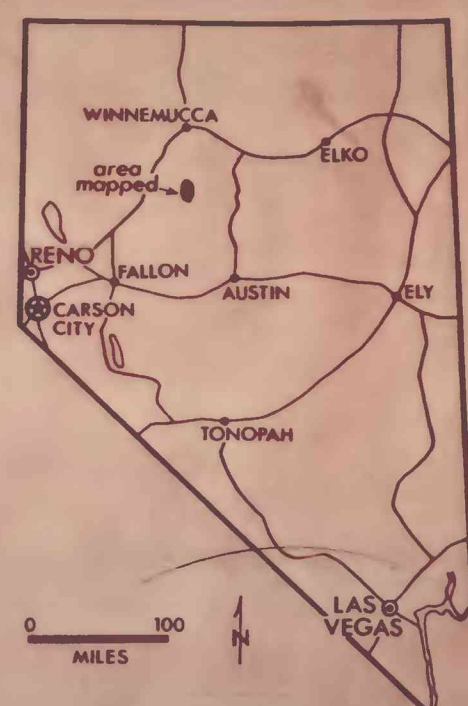 WINNEMUCCA
ELKO
area
mapped
RENO
FALLON
AUSTIN
ELY
CARSON
CITY
TONOPAH
LAS
VEGAS
0 100
MILES
N